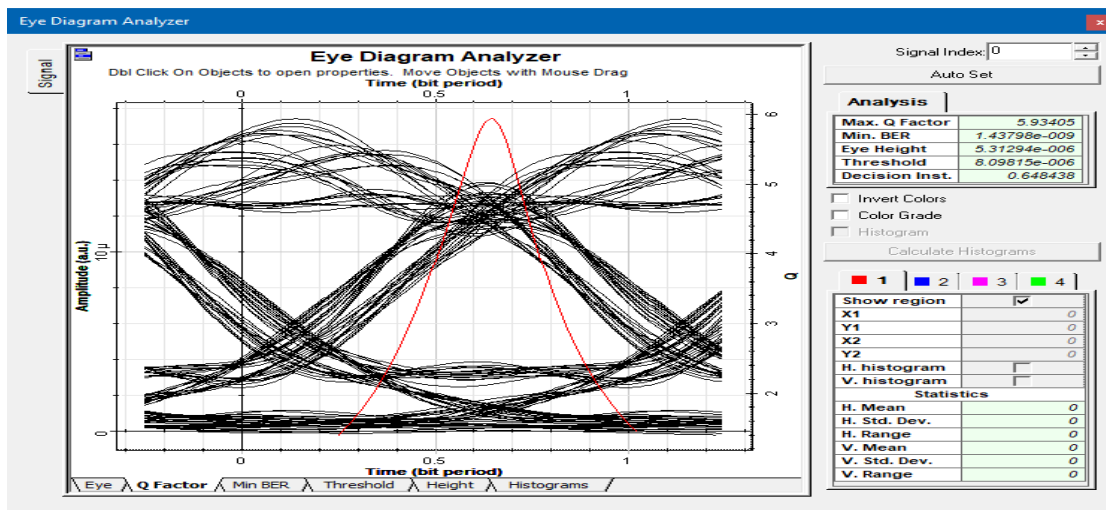 Eye Diagram Analyzer
Signal
Eye Diagram Analyzer
Dbl Click On Objects to open properties. Move Objects with Mouse Drag
Time (bit period)
0 0.5 1
Amplitude (a.u.)
10µ
0
Q
6
5
4
3
2
0 0.5 1
Time (bit period)
Eye Q Factor Min BER Threshold Height Histograms
Signal Index: 0
Auto Set
Analysis
Max. Q Factor 5.93405
Min. BER 1.43798e-009
Eye Height 5.31294e-006
Threshold 8.09815e-006
Decision Inst. 0.648438
Invert Colors
Color Grade
Histogram
Calculate Histograms
1 2 3 4
Show region
X1 0
Y1 0
X2 0
Y2 0
H. histogram
V. histogram
Statistics
H. Mean 0
H. Std. Dev. 0
H. Range 0
V. Mean 0
V. Std. Dev. 0
V. Range 0